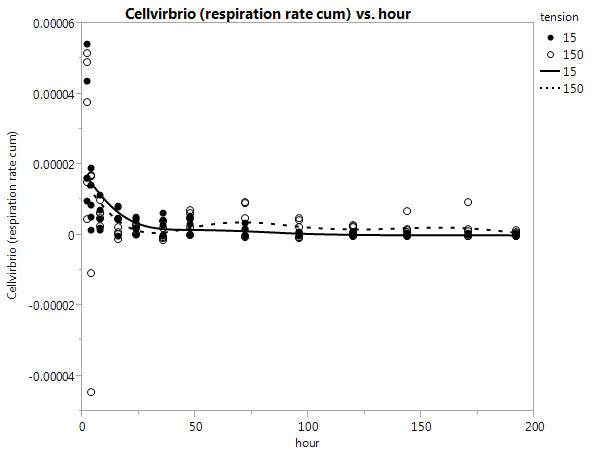 Cellvirbrio (respiration rate cum) vs. hour
tension
15
150
15
150
0.00006
0.00004
0.00002
0
-0.00002
-0.00004
Cellvirbrio (respiration rate cum)
0 50 100 150 200
hour